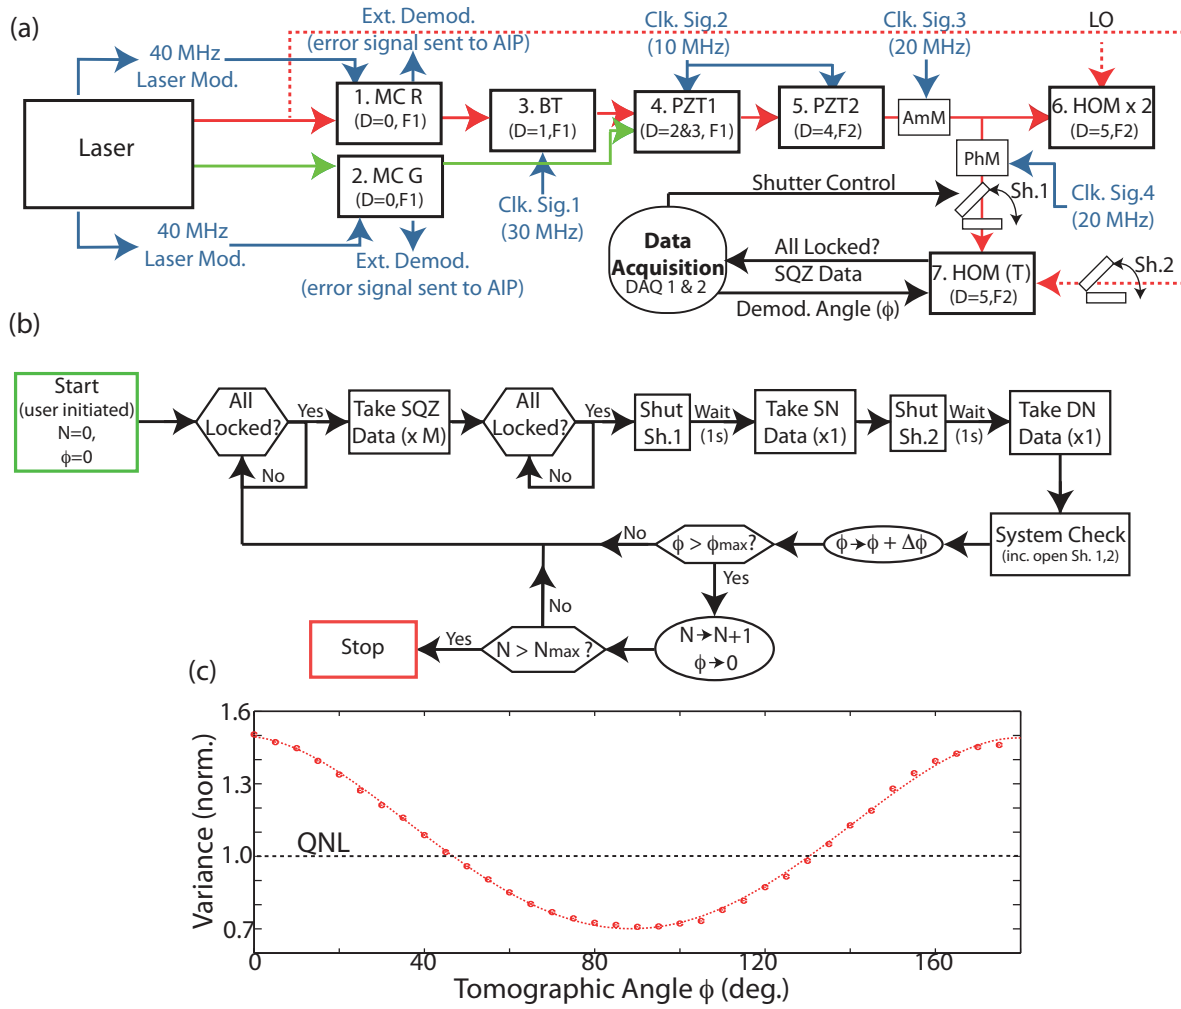 (a)
Ext. Demod.
(error signal sent to AIP)
40 MHz
Laser Mod.
Clk. Sig.2
(10 MHz)
Clk. Sig.3
(20 MHz)
LO
Laser
1. MC R
(D=0, F1)
3. BT
(D=1,F1)
4. PZT1
(D=2&3, F1)
5. PZT2
(D=4,F2)
AmM
6. HOM x 2
(D=5,F2)
2. MC G
(D=0,F1)
PhM
Clk. Sig.4
(20 MHz)
Clk. Sig.1
(30 MHz)
40 MHz
Laser Mod.
Ext. Demod.
(error signal sent to AIP)
Shutter Control
Sh.1
Data
Acquisition
DAQ 1 & 2
All Locked?
SQZ Data
Demod. Angle (ϕ)
7. HOM (T)
(D=5,F2)
Sh.2
(b)
Start
(user initiated)
N=0,
ϕ=0
All
Locked?
Yes
No
Take SQZ
Data (x M)
All
Locked?
Yes
No
Shut
Sh.1
Wait
(1s)
Take SN
Data (x1)
Shut
Sh.2
Wait
(1s)
Take DN
Data (x1)
System Check
(inc. open Sh. 1,2)
ϕ→ϕ + Δϕ
ϕ > ϕmax?
No
Yes
N→N+1
ϕ→0
N > Nmax ?
No
Yes
Stop
(c)
Variance (norm.)
1.6
1.3
1.0
0.7
QNL
0
40
80
120
160
Tomographic Angle ϕ (deg.)